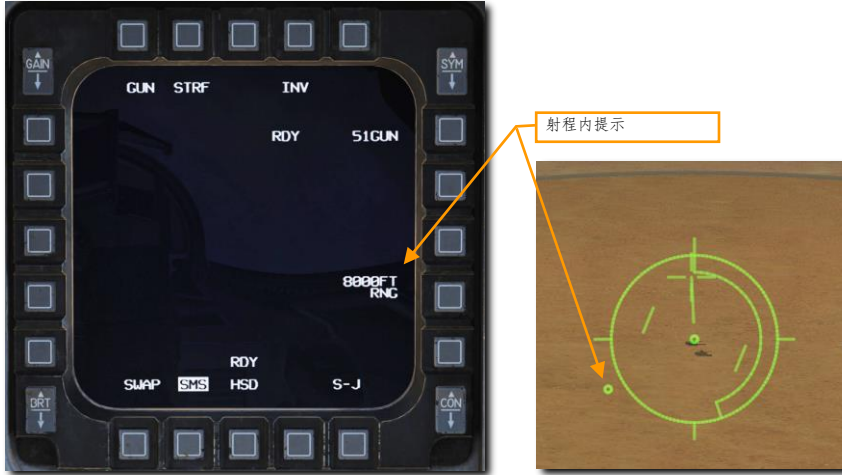 GAIN
SYM
GUN STRF INV
RDY 51GUN
射程内提示
8000FT
RNG
RDY
SWAP SMS HSD S-J
BRT
CON